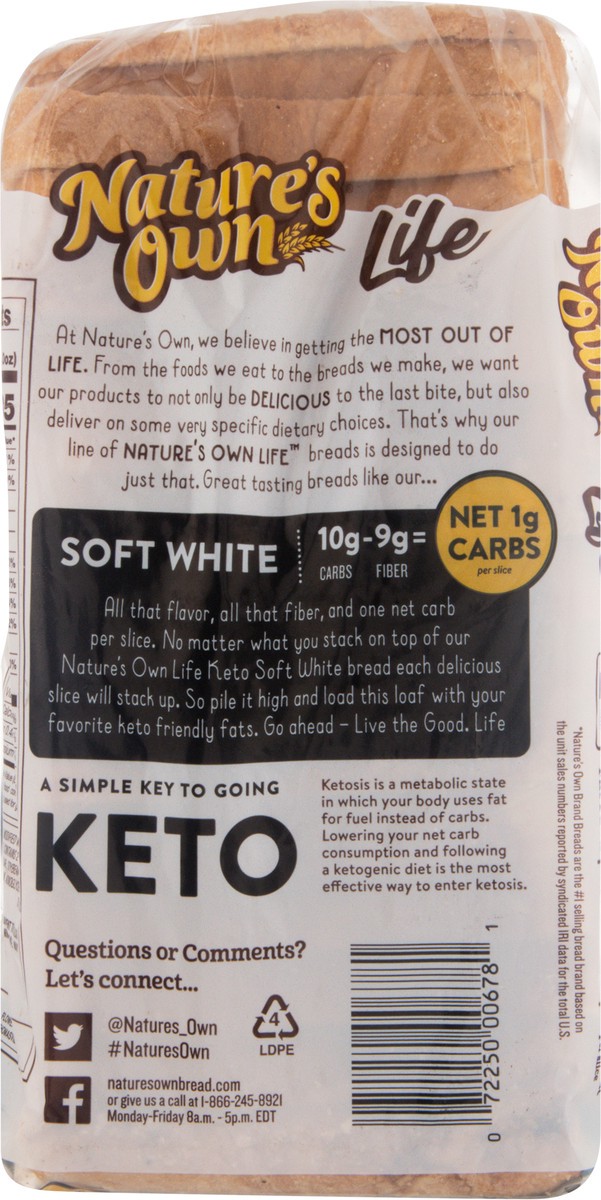 Nature's
Own
Life
At Nature's Own, we believe in getting the MOST OUT OF
LIFE. From the foods we eat to the breads we make, we want
our products to not only be DELICIOUS to the last bite, but also
deliver on some very specific dietary choices. That's why our
line of NATURE'S OWN LIFE™ breads is designed to do
just that. Great tasting breads like our...
SOFT WHITE
10g-9g=
CARBS FIBER
NET 1g
CARBS
per slice
All that flavor, all that fiber, and one net carb
per slice. No matter what you stack on top of our
Nature's Own Life Keto Soft White bread each delicious
slice will stack up. So pile it high and load this loaf with your
favorite keto friendly fats. Go ahead – Live the Good. Life
A SIMPLE KEY TO GOING
KETO
Ketosis is a metabolic state
in which your body uses fat
for fuel instead of carbs.
Lowering your net carb
consumption and following
a ketogenic diet is the most
effective way to enter ketosis.
Questions or Comments?
Let's connect...
@Natures_Own
#NaturesOwn
4
LDPE
naturesownbread.com
or give us a call at 1-866-245-8921
Monday-Friday 8a.m. - 5p.m. EDT
0 72250 00678 1
*Nature's Own Brand Breads are the #1 selling bread brand based on
the unit sales numbers reported by syndicated IRI data for the total U.S.